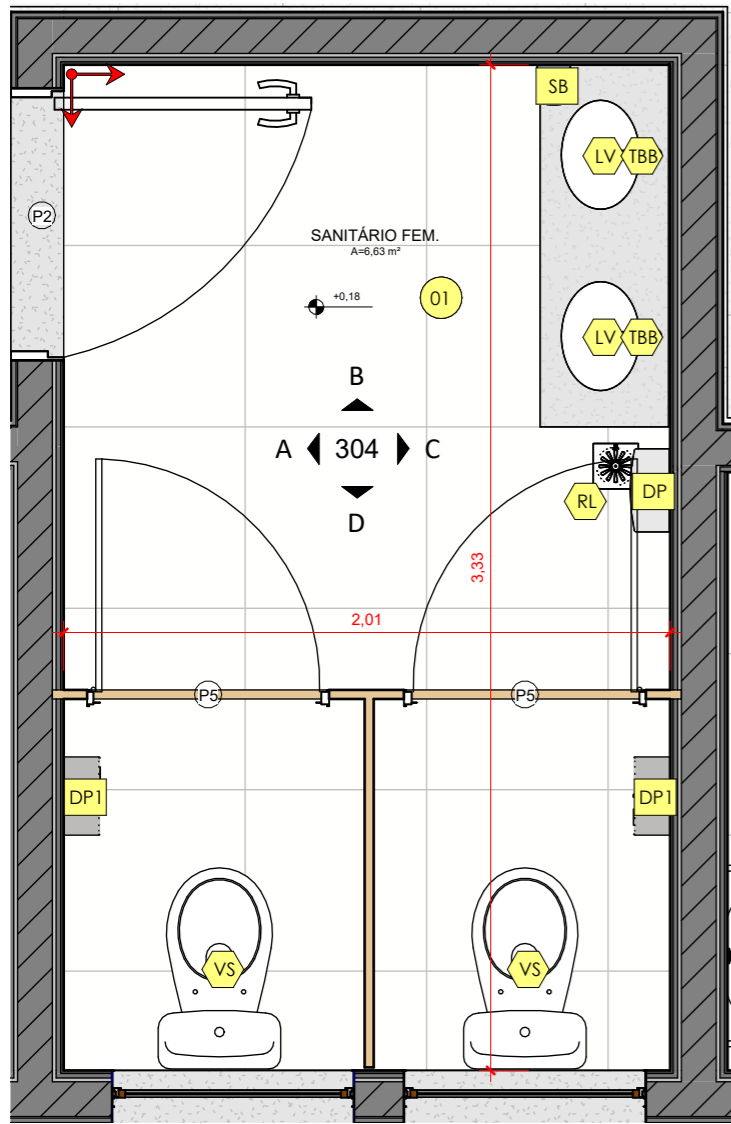 SB
LV TBB
P2
SANITÁRIO FEM.
A=6,63 m²
+0,18
01
LV TBB
B
A 304 C
D
RL
DP
3,33
2,01
P5
P5
DP1
DP1
VS
VS